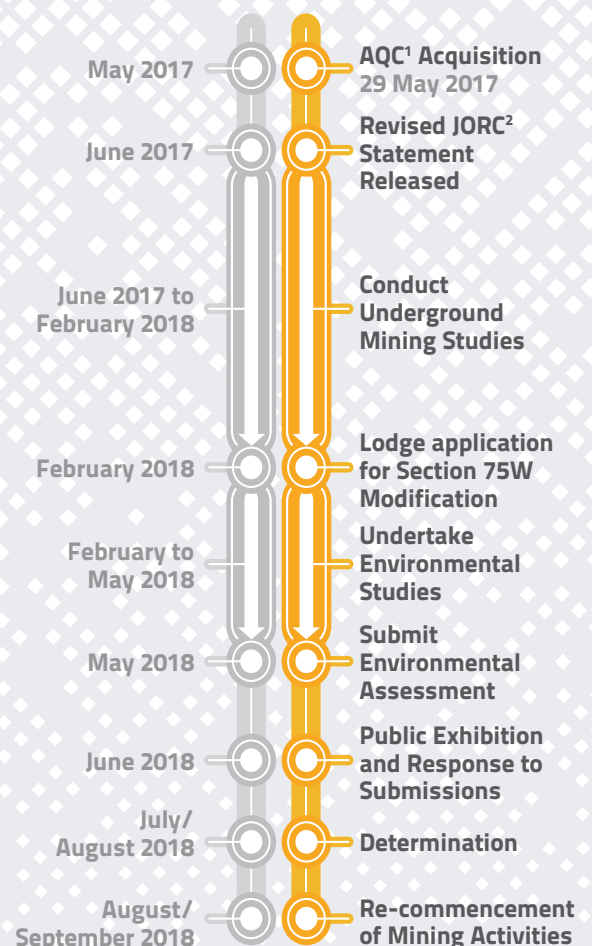 May 2017
AQC¹ Acquisition
29 May 2017
June 2017
Revised JORC²
Statement
Released
June 2017 to
February 2018
Conduct
Underground
Mining Studies
February 2018
Lodge application
for Section 75W
Modification
February to
May 2018
Undertake
Environmental
Studies
May 2018
Submit
Environmental
Assessment
June 2018
Public Exhibition
and Response to
Submissions
July/
August 2018
Determination
August/
September 2018
Re-commencement
of Mining Activities